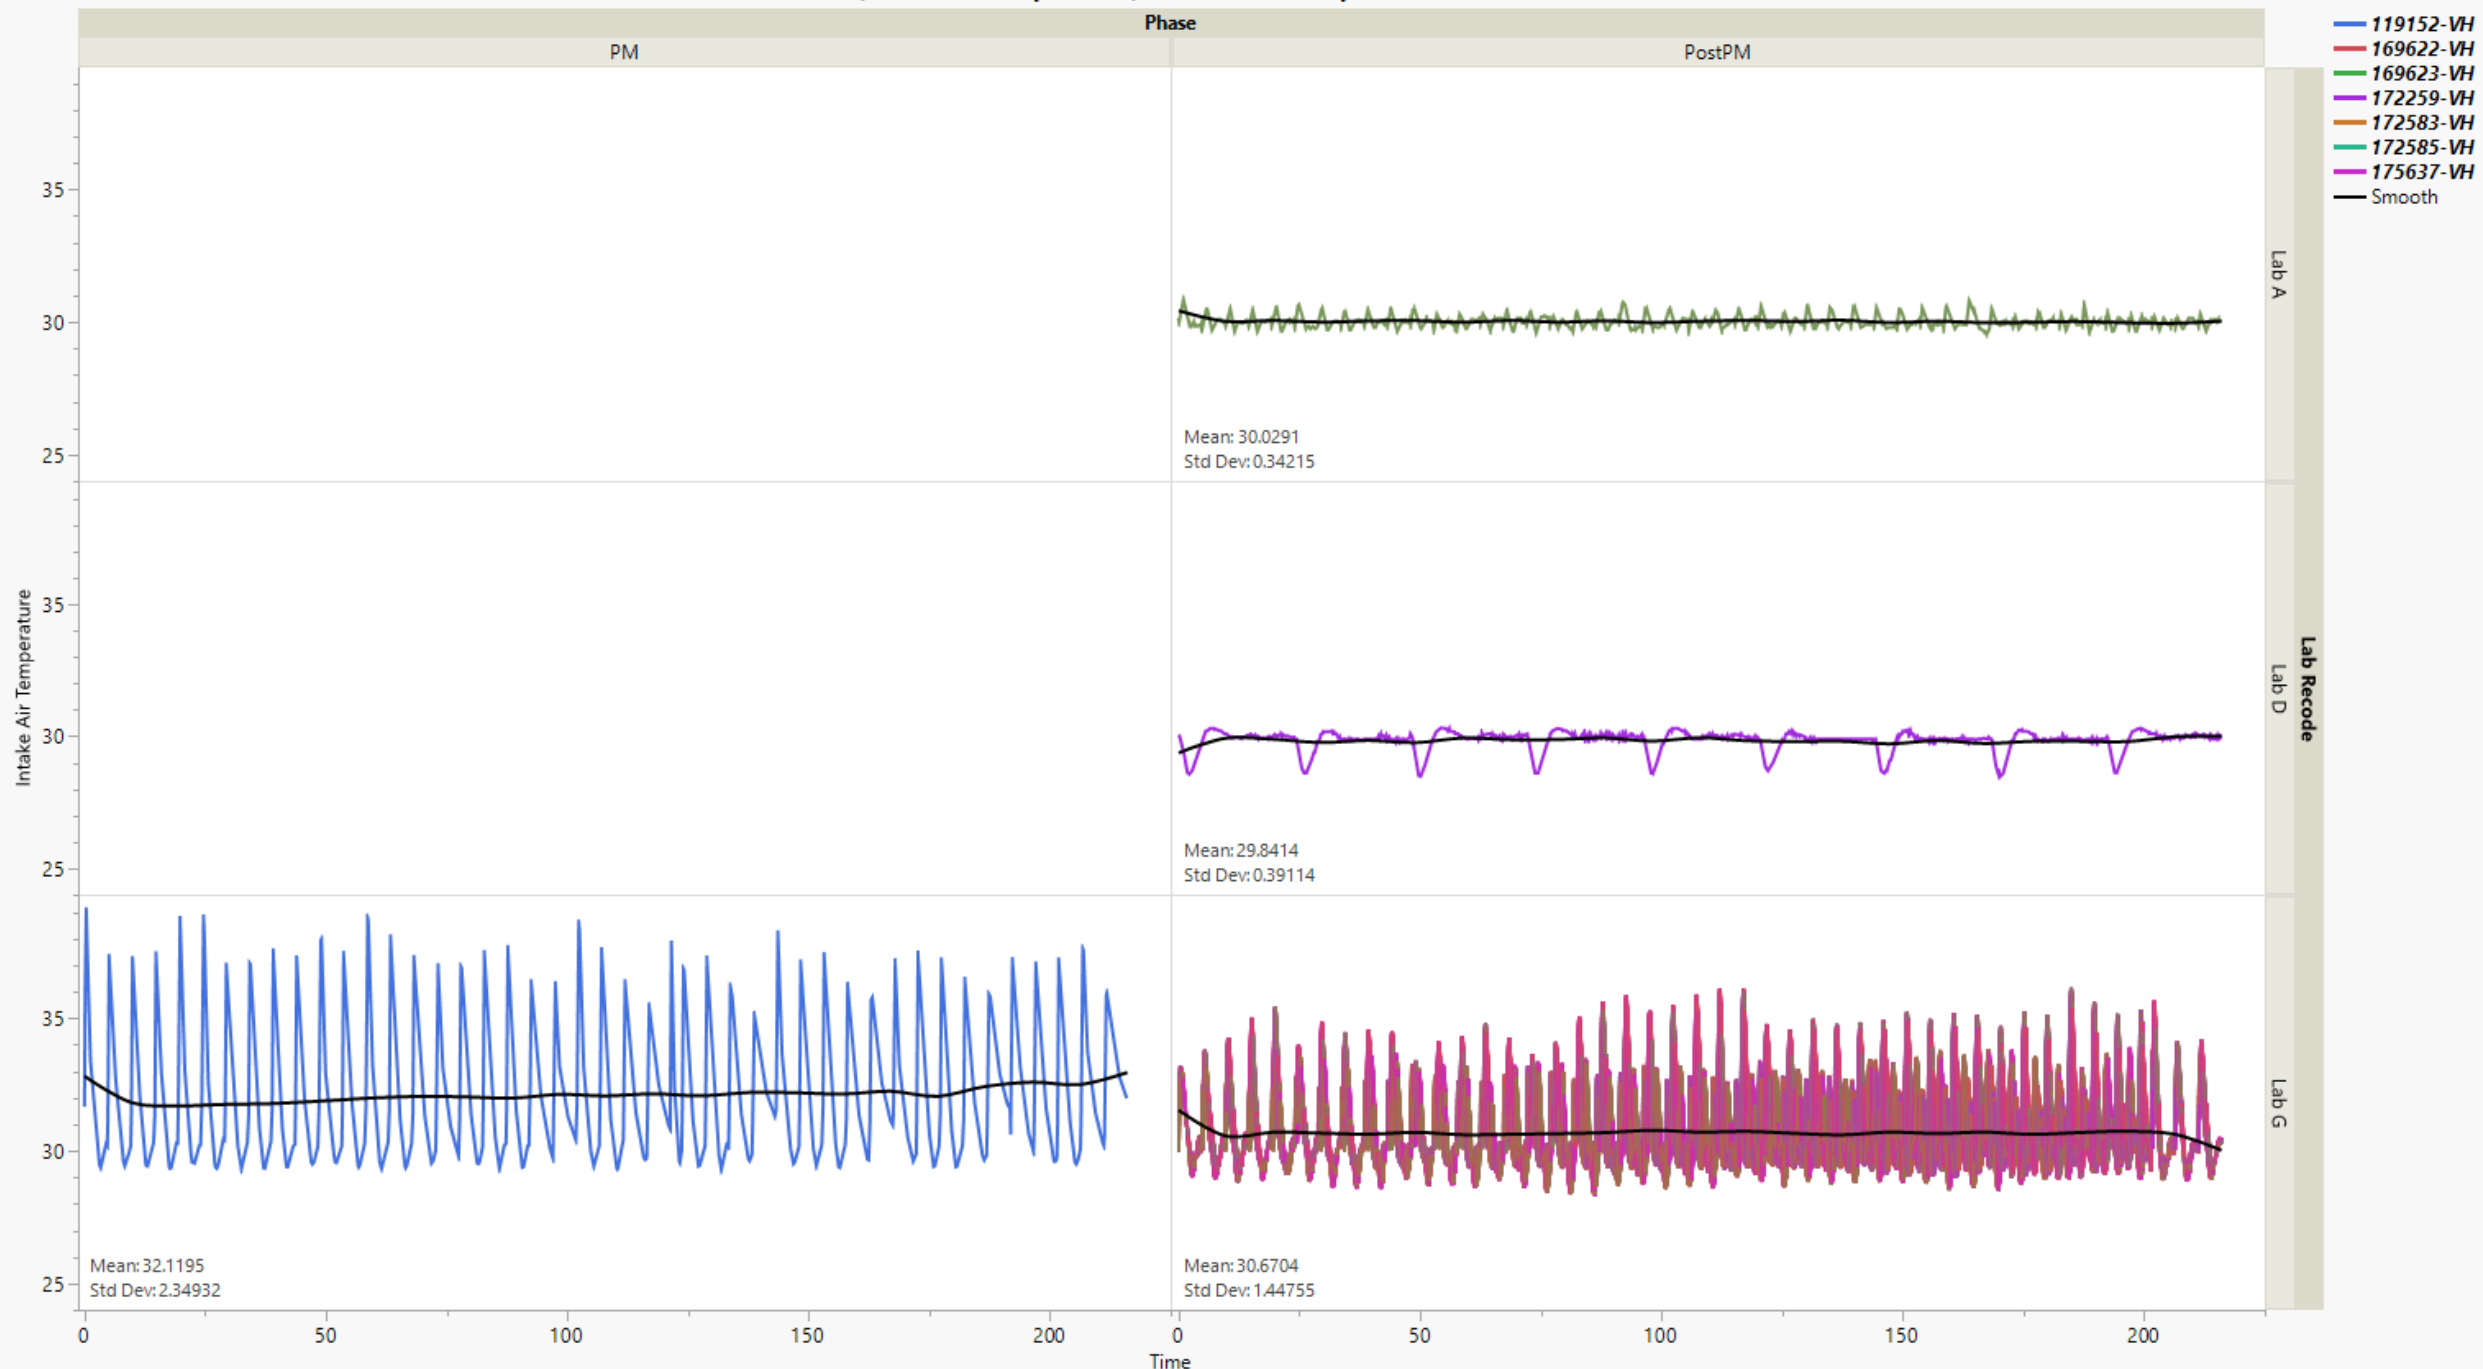 Phase
PM
PostPM
119152-VH
169622-VH
169623-VH
172259-VH
172583-VH
172585-VH
175637-VH
Smooth
35
30
25
Mean: 30.0291
Std Dev: 0.34215
Lab A
35
30
25
Mean: 29.8414
Std Dev: 0.39114
Lab D
35
30
25
Mean: 32.1195
Std Dev: 2.34932
Mean: 30.6704
Std Dev: 1.44755
Lab G
Intake Air Temperature
Lab Recode
0 50 100 150 200 0 50 100 150 200
Time